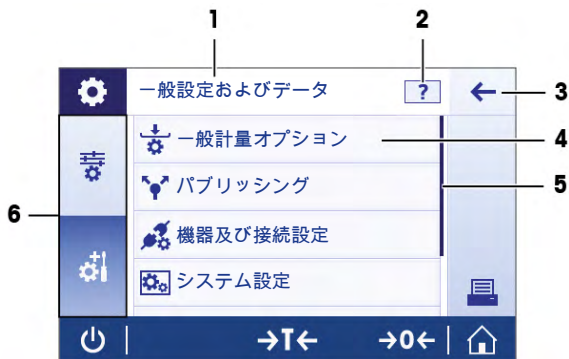 1
2
一般設定およびデータ
?
3
一般計量オプション
4
パブリッシング
5
機器及び接続設定
6
システム設定
→T←
→0←